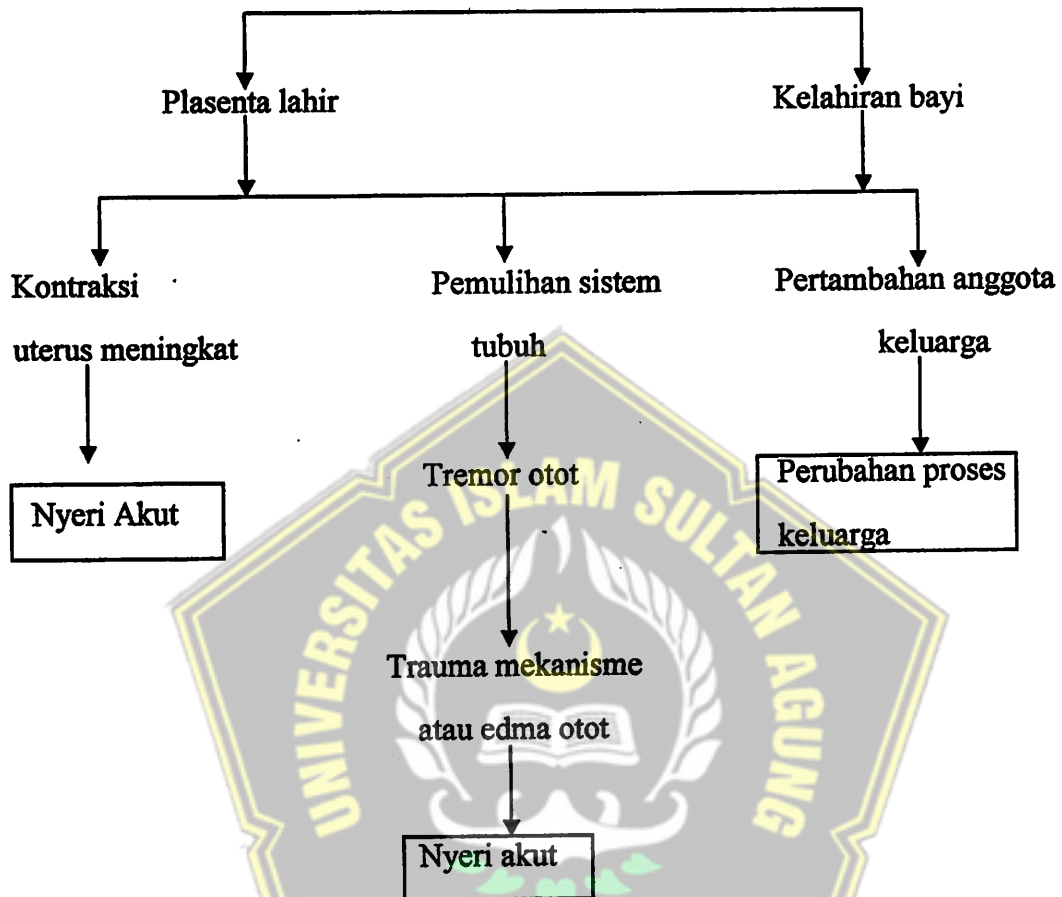 Plasenta lahir
Kelahiran bayi
Kontraksi
uterus meningkat
Pemulihan sistem
tubuh
Pertambahan anggota
keluarga
Nyeri Akut
Tremor otot
Perubahan proses
keluarga
Trauma mekanisme
atau edma otot
Nyeri akut
UNIVERSITAS ISLAM SULTAN AGUNG